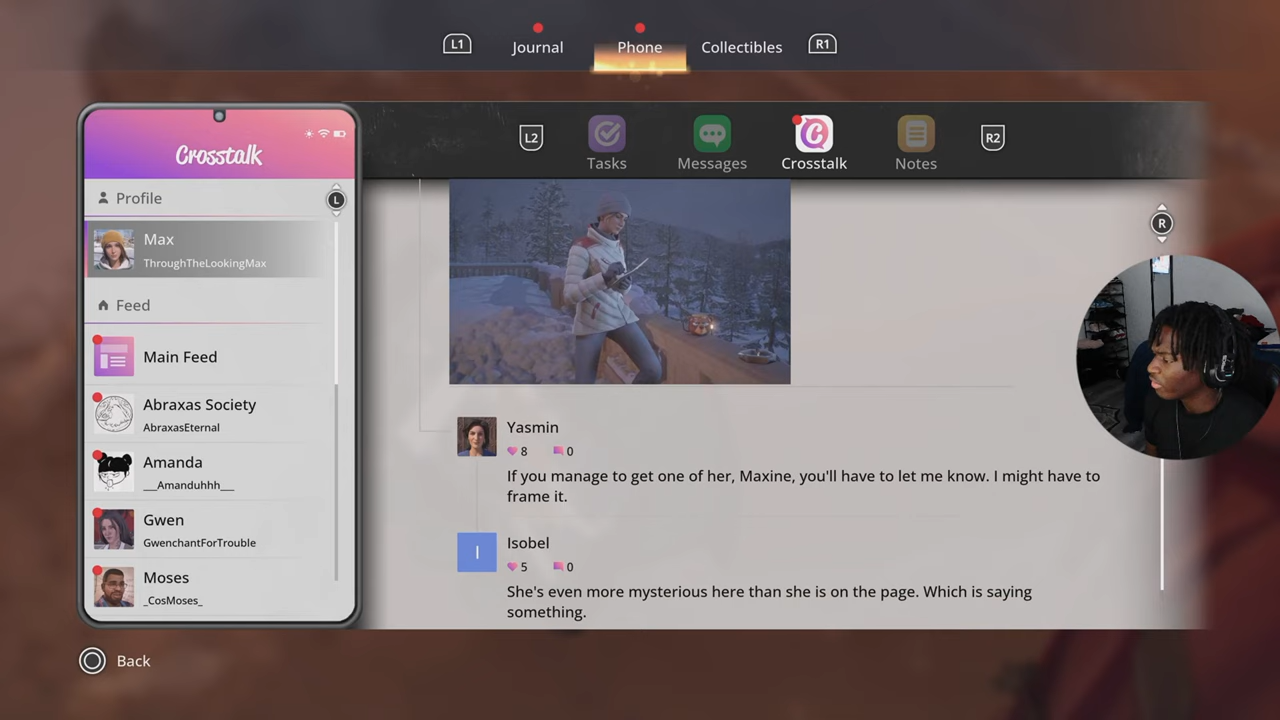 L1
Journal
Phone
Collectibles
R1
L2
Tasks
Messages
Crosstalk
Notes
R2
Crosstalk
Profile
L
Max
ThroughTheLookingMax
Feed
Main Feed
Abraxas Society
AbraxasEternal
Amanda
___Amanduhhh___
Gwen
GwenchantForTrouble
Moses
_CosMoses_
R
Yasmin
8 0
If you manage to get one of her, Maxine, you'll have to let me know. I might have to
frame it.
I
Isobel
5 0
She's even more mysterious here than she is on the page. Which is saying
something.
Back